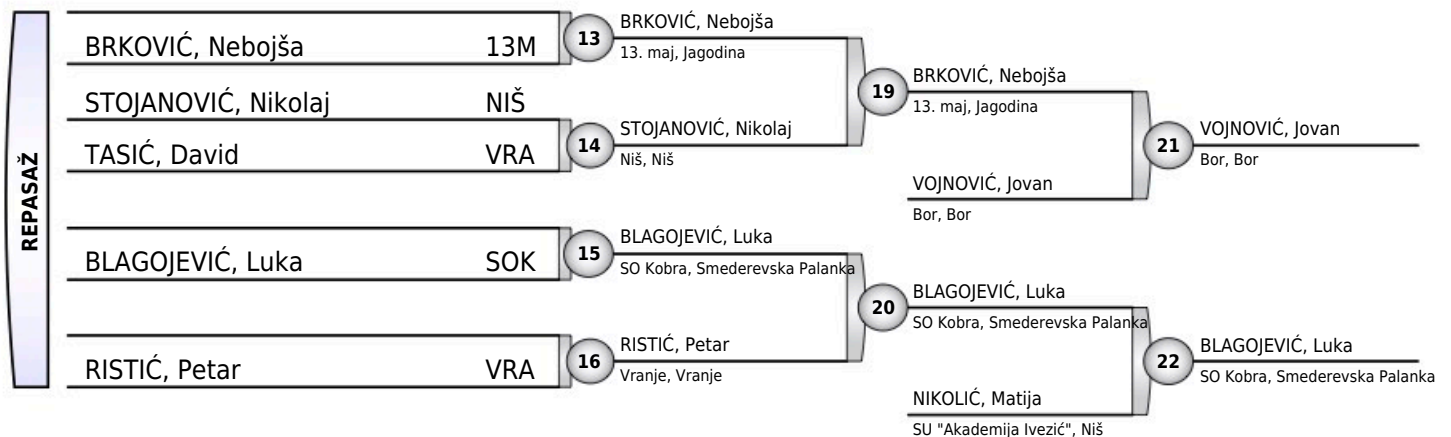 REPASAŽ
BRKOVIĆ, Nebojša 13M
STOJANOVIĆ, Nikolaj NIŠ
TASIĆ, David VRA
BLAGOJEVIĆ, Luka SOK
RISTIĆ, Petar VRA
13
BRKOVIĆ, Nebojša
13. maj, Jagodina
14
STOJANOVIĆ, Nikolaj
Niš, Niš
15
BLAGOJEVIĆ, Luka
SO Kobra, Smederevska Palanka
16
RISTIĆ, Petar
Vranje, Vranje
19
BRKOVIĆ, Nebojša
13. maj, Jagodina
VOJNOVIĆ, Jovan
Bor, Bor
20
BLAGOJEVIĆ, Luka
SO Kobra, Smederevska Palanka
NIKOLIĆ, Matija
SU "Akademija Ivezić", Niš
21
VOJNOVIĆ, Jovan
Bor, Bor
22
BLAGOJEVIĆ, Luka
SO Kobra, Smederevska Palanka